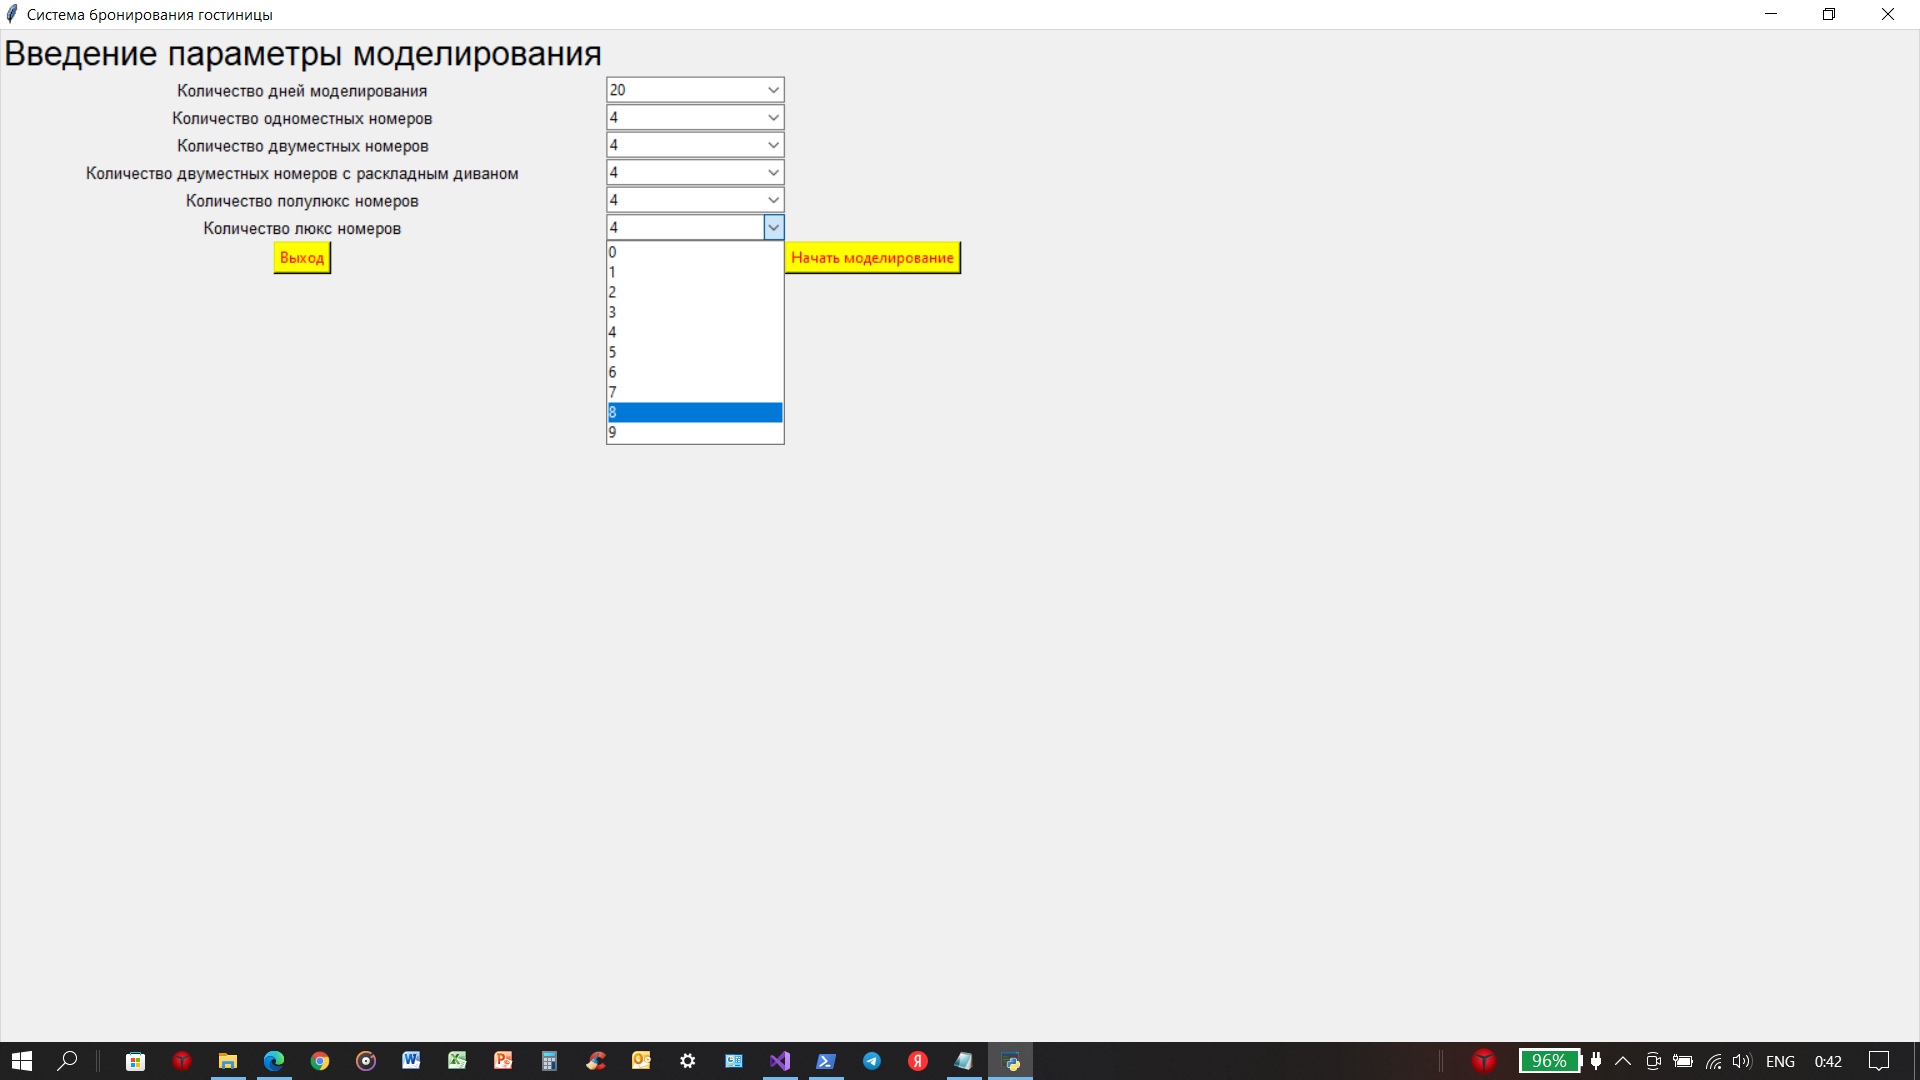 Система бронирования гостиницы
Введение параметры моделирования
Количество дней моделирования 20
Количество одноместных номеров 4
Количество двуместных номеров 4
Количество двуместных номеров с раскладным диваном 4
Количество полулюкс номеров 4
Количество люкс номеров 4
Выход Начать моделирование
0
1
2
3
4
5
6
7
8
9
96% ENG 0:42